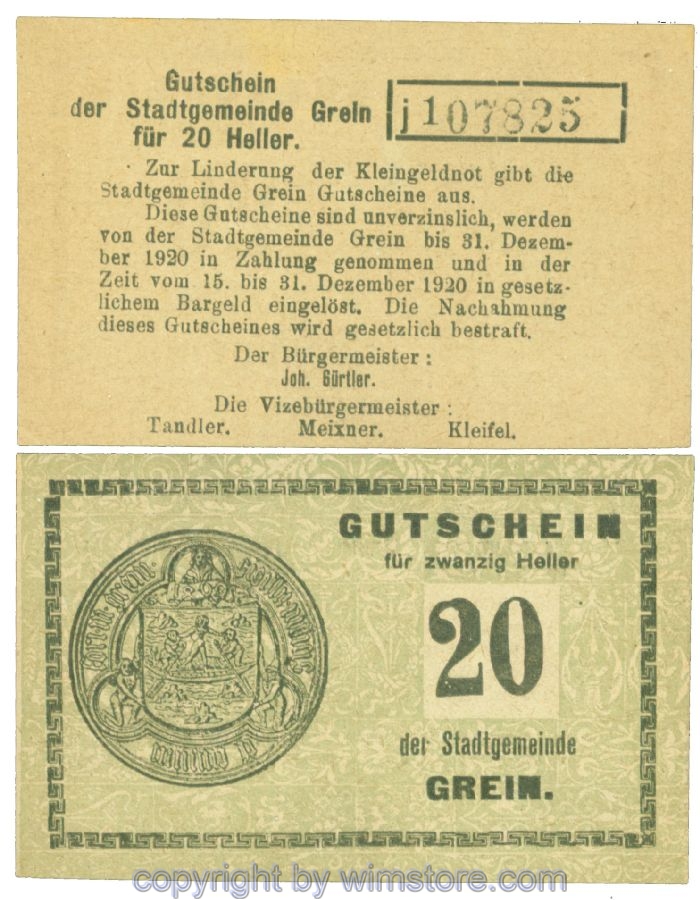 Gutschein
der Stadtgemeinde Grein
für 20 Heller.
j107825
Zur Linderung der Kleingeldnot gibt die
Stadtgemeinde Grein Gutscheine aus.
Diese Gutscheine sind unverzinslich, werden
von der Stadtgemeinde Grein bis 31. Dezem-
ber 1920 in Zahlung genommen und in der
Zeit vom 15. bis 31. Dezember 1920 in gesetz-
lichem Bargeld eingelöst. Die Nachahmung
dieses Gutscheines wird gesetzlich bestraft.
Der Bürgermeister:
Joh. Gürtler.
Die Vizebürgermeister:
Tandler. Meixner. Kleifel.
GUTSCHEIN
für zwanzig Heller
20
der Stadtgemeinde
GREIN.
copyright by wimstore.com